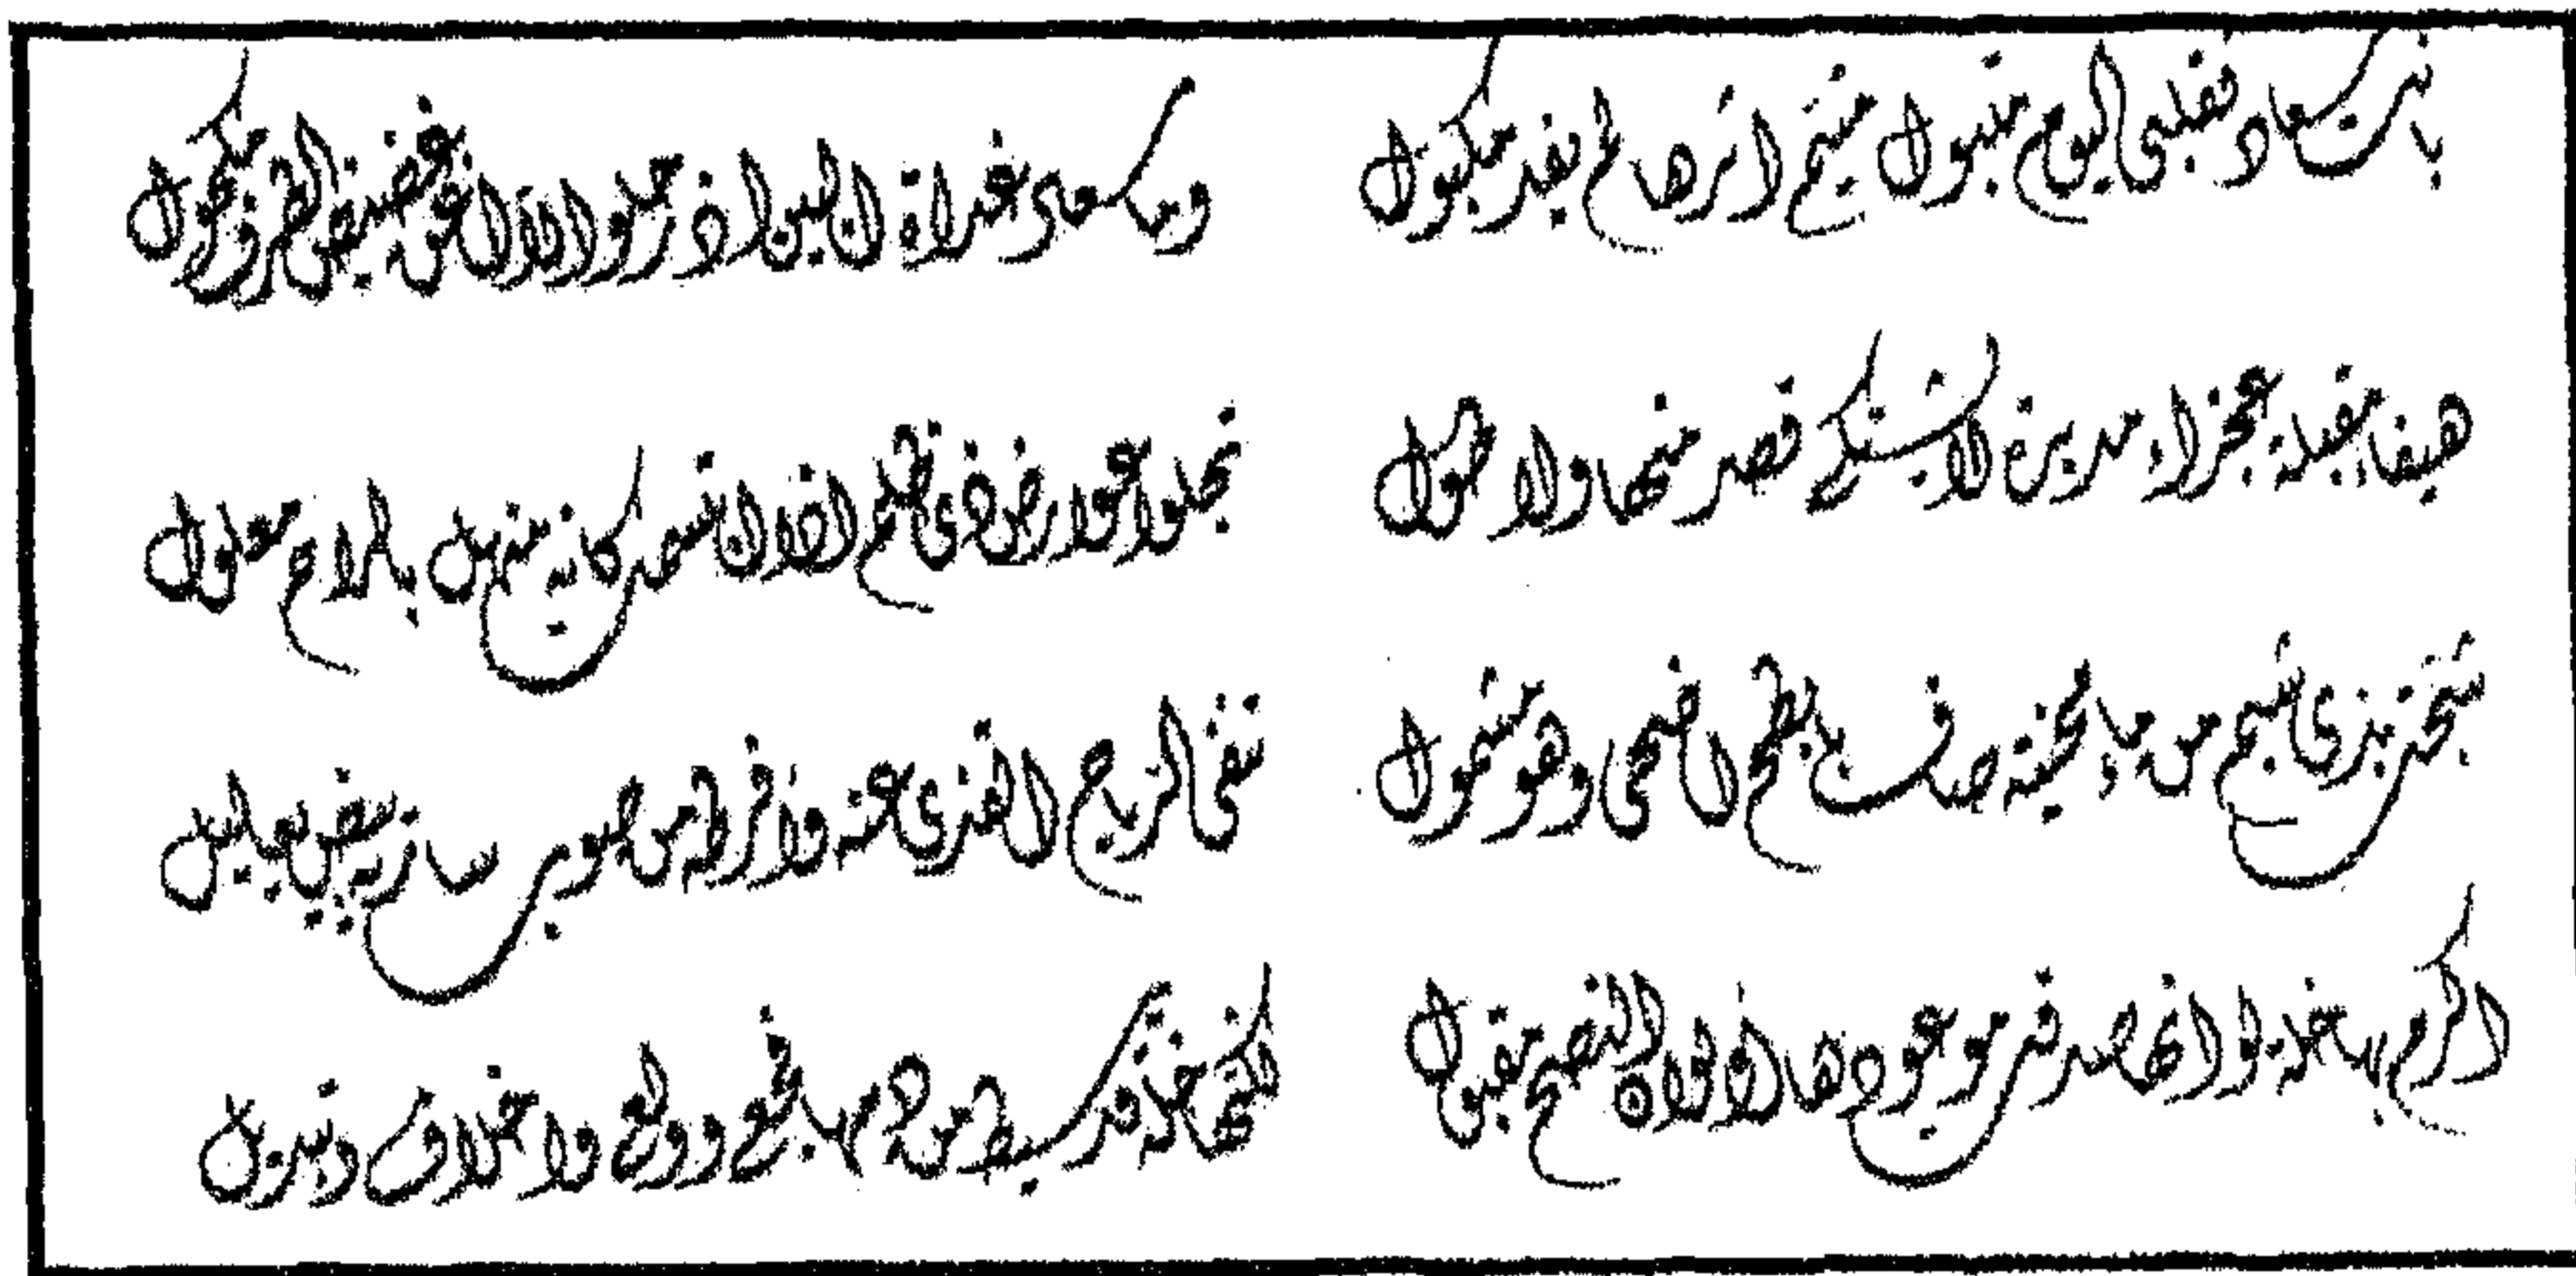 بانت سعاد فقلبي اليوم متبول متيم اثرها لم يفد مكبول وما سعاد غداة البين اذ رحلوا الا اغن غضيض الطرف مكحول
هيفاء مقبلة عجزاء مدبرة لا يشتكي قصر منها ولا طول تجلوا عوارض ذي ظلم اذا ابتسمت كانه منهل بالراح معلول
شجت بذي شبم من ماء محنية صاف بابطح اضحى وهو مشمول تنفي الرياح القذى عنه وافرطه من صوب سارية بيض يعاليل
اكرم بها خلة لو انها صدقت موعودها او لو ان النصح مقبول لكنها خلة قد سيط من دمها فجع وولع واخلاف وتبديل